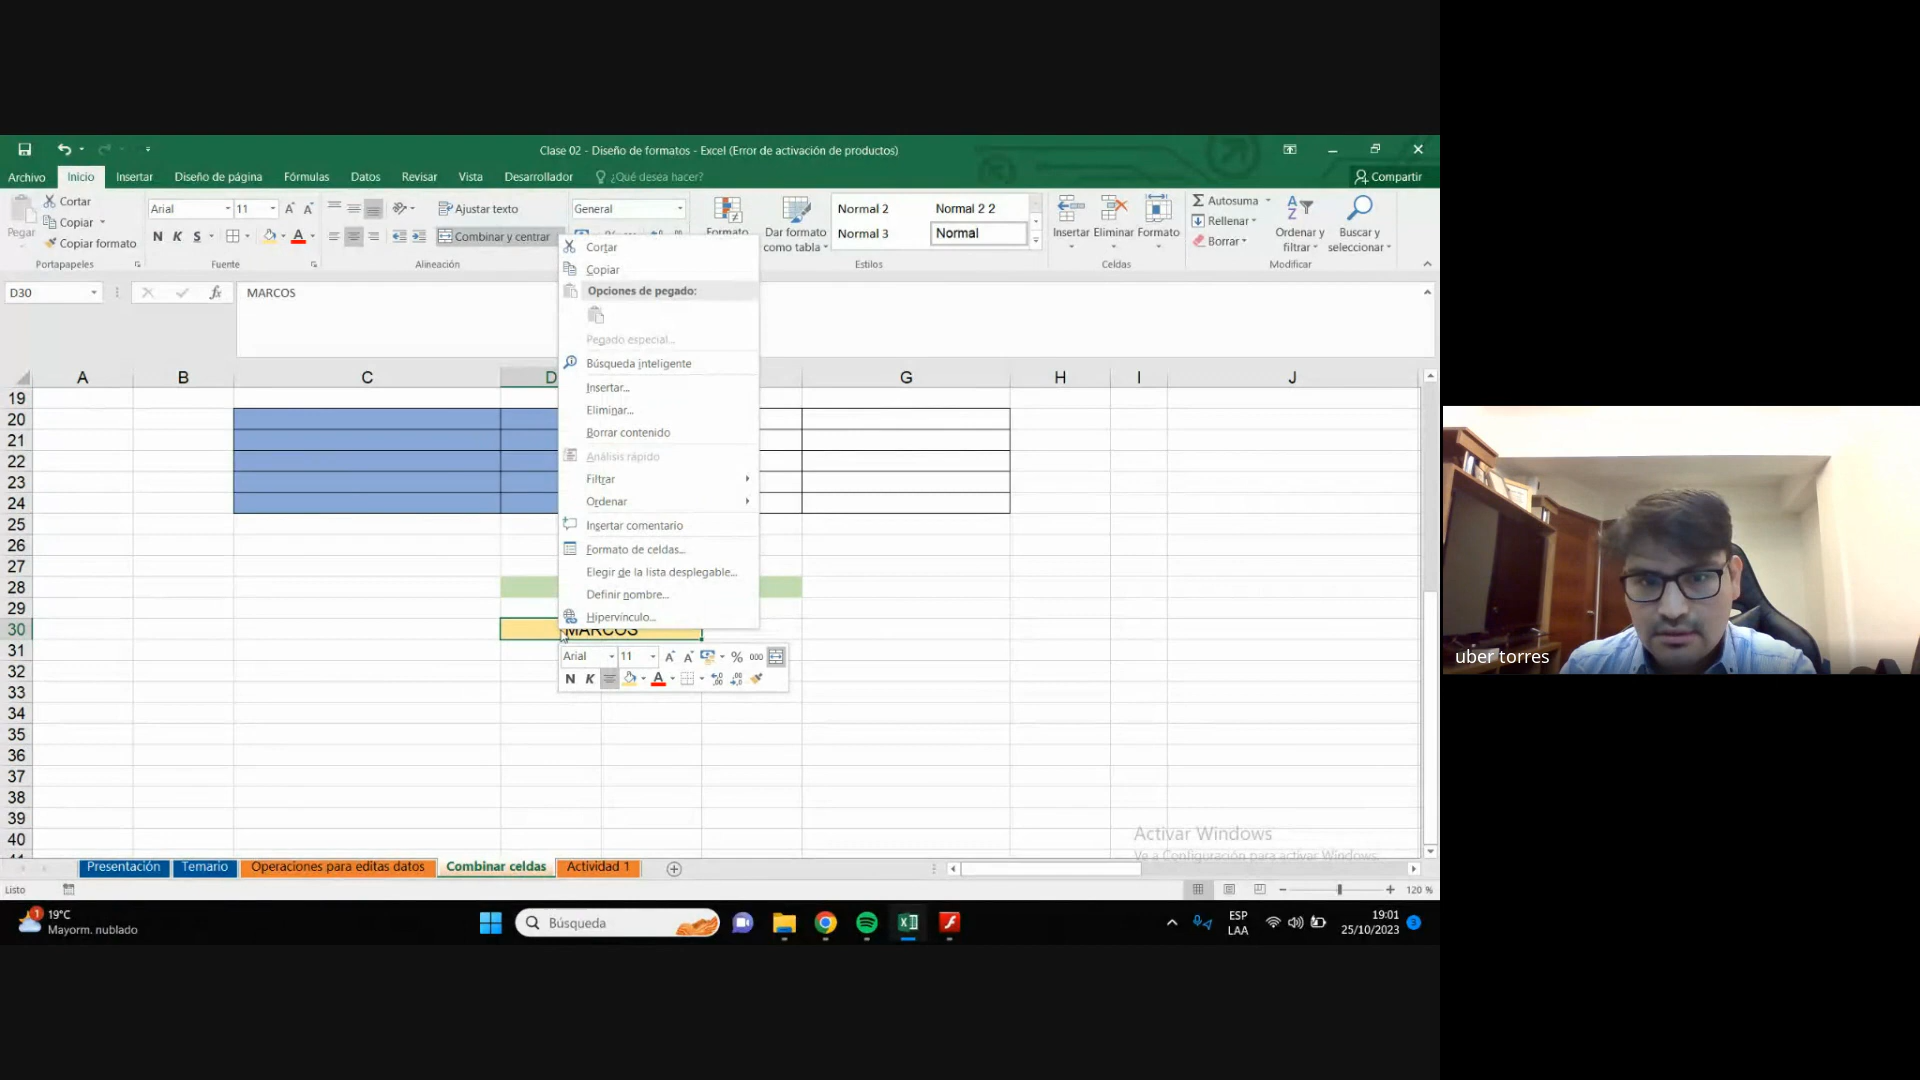 Clase 02 - Diseño de formatos - Excel (Error de activación de productos)
Archivo Inicio Insertar Diseño de página Fórmulas Datos Revisar Vista Desarrollador ¿Qué desea hacer? Compartir
Pegar Cortar Copiar Copiar formato
Portapapeles
Arial 11
N K S
Fuente
Ajustar texto
Combinar y centrar
Alineación
General
Formato
Dar formato como tabla
Normal 2 Normal 2 2
Normal 3 Normal
Estilos
Insertar Eliminar Formato
Celdas
Autosuma
Rellenar
Borrar
Ordenar y filtrar
Buscar y seleccionar
Modificar
D30 fx MARCOS
A B C D G H I J
19
20
21
22
23
24
25
26
27
28
29
30
31
32
33
34
35
36
37
38
39
40
Cortar
Copiar
Opciones de pegado:
Pegado especial...
Búsqueda inteligente
Insertar...
Eliminar...
Borrar contenido
Análisis rápido
Filtrar
Ordenar
Insertar comentario
Formato de celdas...
Elegir de la lista desplegable...
Definir nombre...
Hipervínculo...
MARCOS
Arial 11 A A % 000
N K A
Activar Windows
Ve a Configuración para activar Windows.
Presentación Temario Operaciones para editas datos Combinar celdas Actividad 1
Listo
120 %
1
19°C
Mayorm. nublado
Búsqueda
ESP
LAA
19:01
25/10/2023
3
uber torres